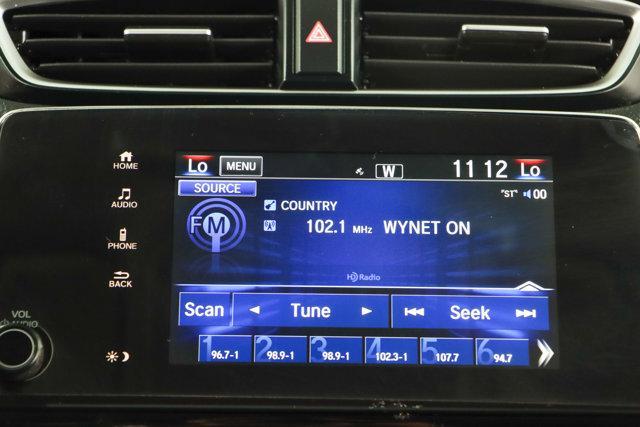 Lo MENU W 11 12 Lo
SOURCE "ST" 00
FM COUNTRY
102.1 MHz WYNET ON
HD Radio
Scan Tune Seek
1 96.7-1 2 98.9-1 3 98.9-1 4 102.3-1 5 107.7 6 94.7
HOME
AUDIO
PHONE
BACK
VOL
AUDIO